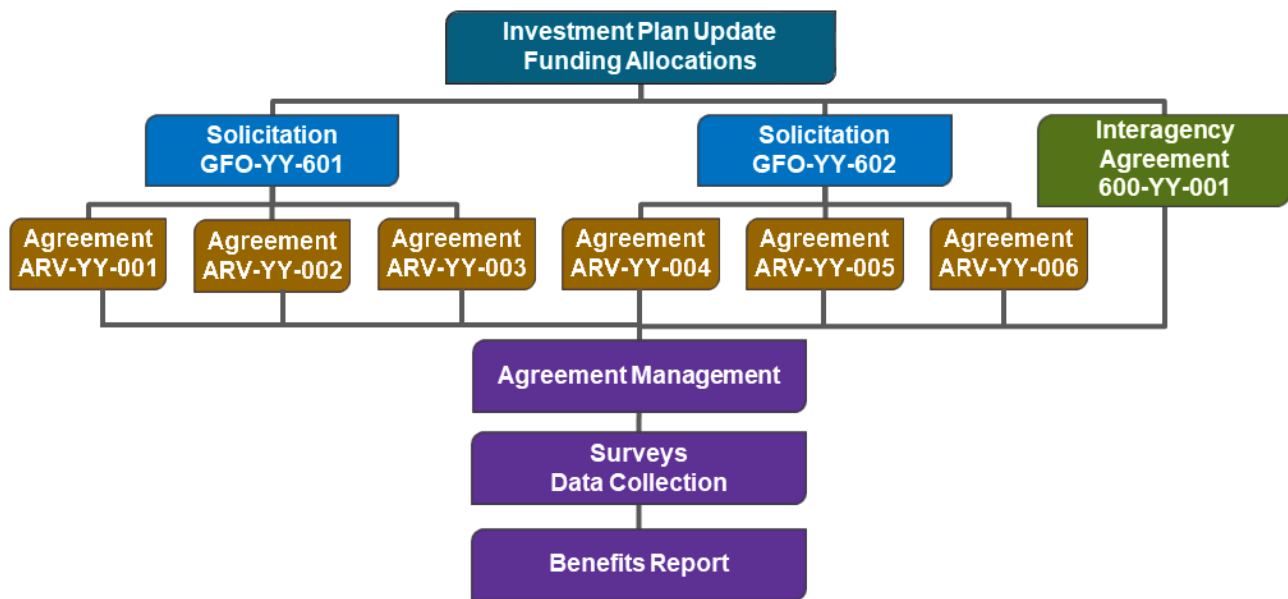 Investment Plan Update
Funding Allocations
Solicitation
GFO-YY-601
Solicitation
GFO-YY-602
Interagency
Agreement
600-YY-001
Agreement
ARV-YY-001
Agreement
ARV-YY-002
Agreement
ARV-YY-003
Agreement
ARV-YY-004
Agreement
ARV-YY-005
Agreement
ARV-YY-006
Agreement Management
Surveys
Data Collection
Benefits Report